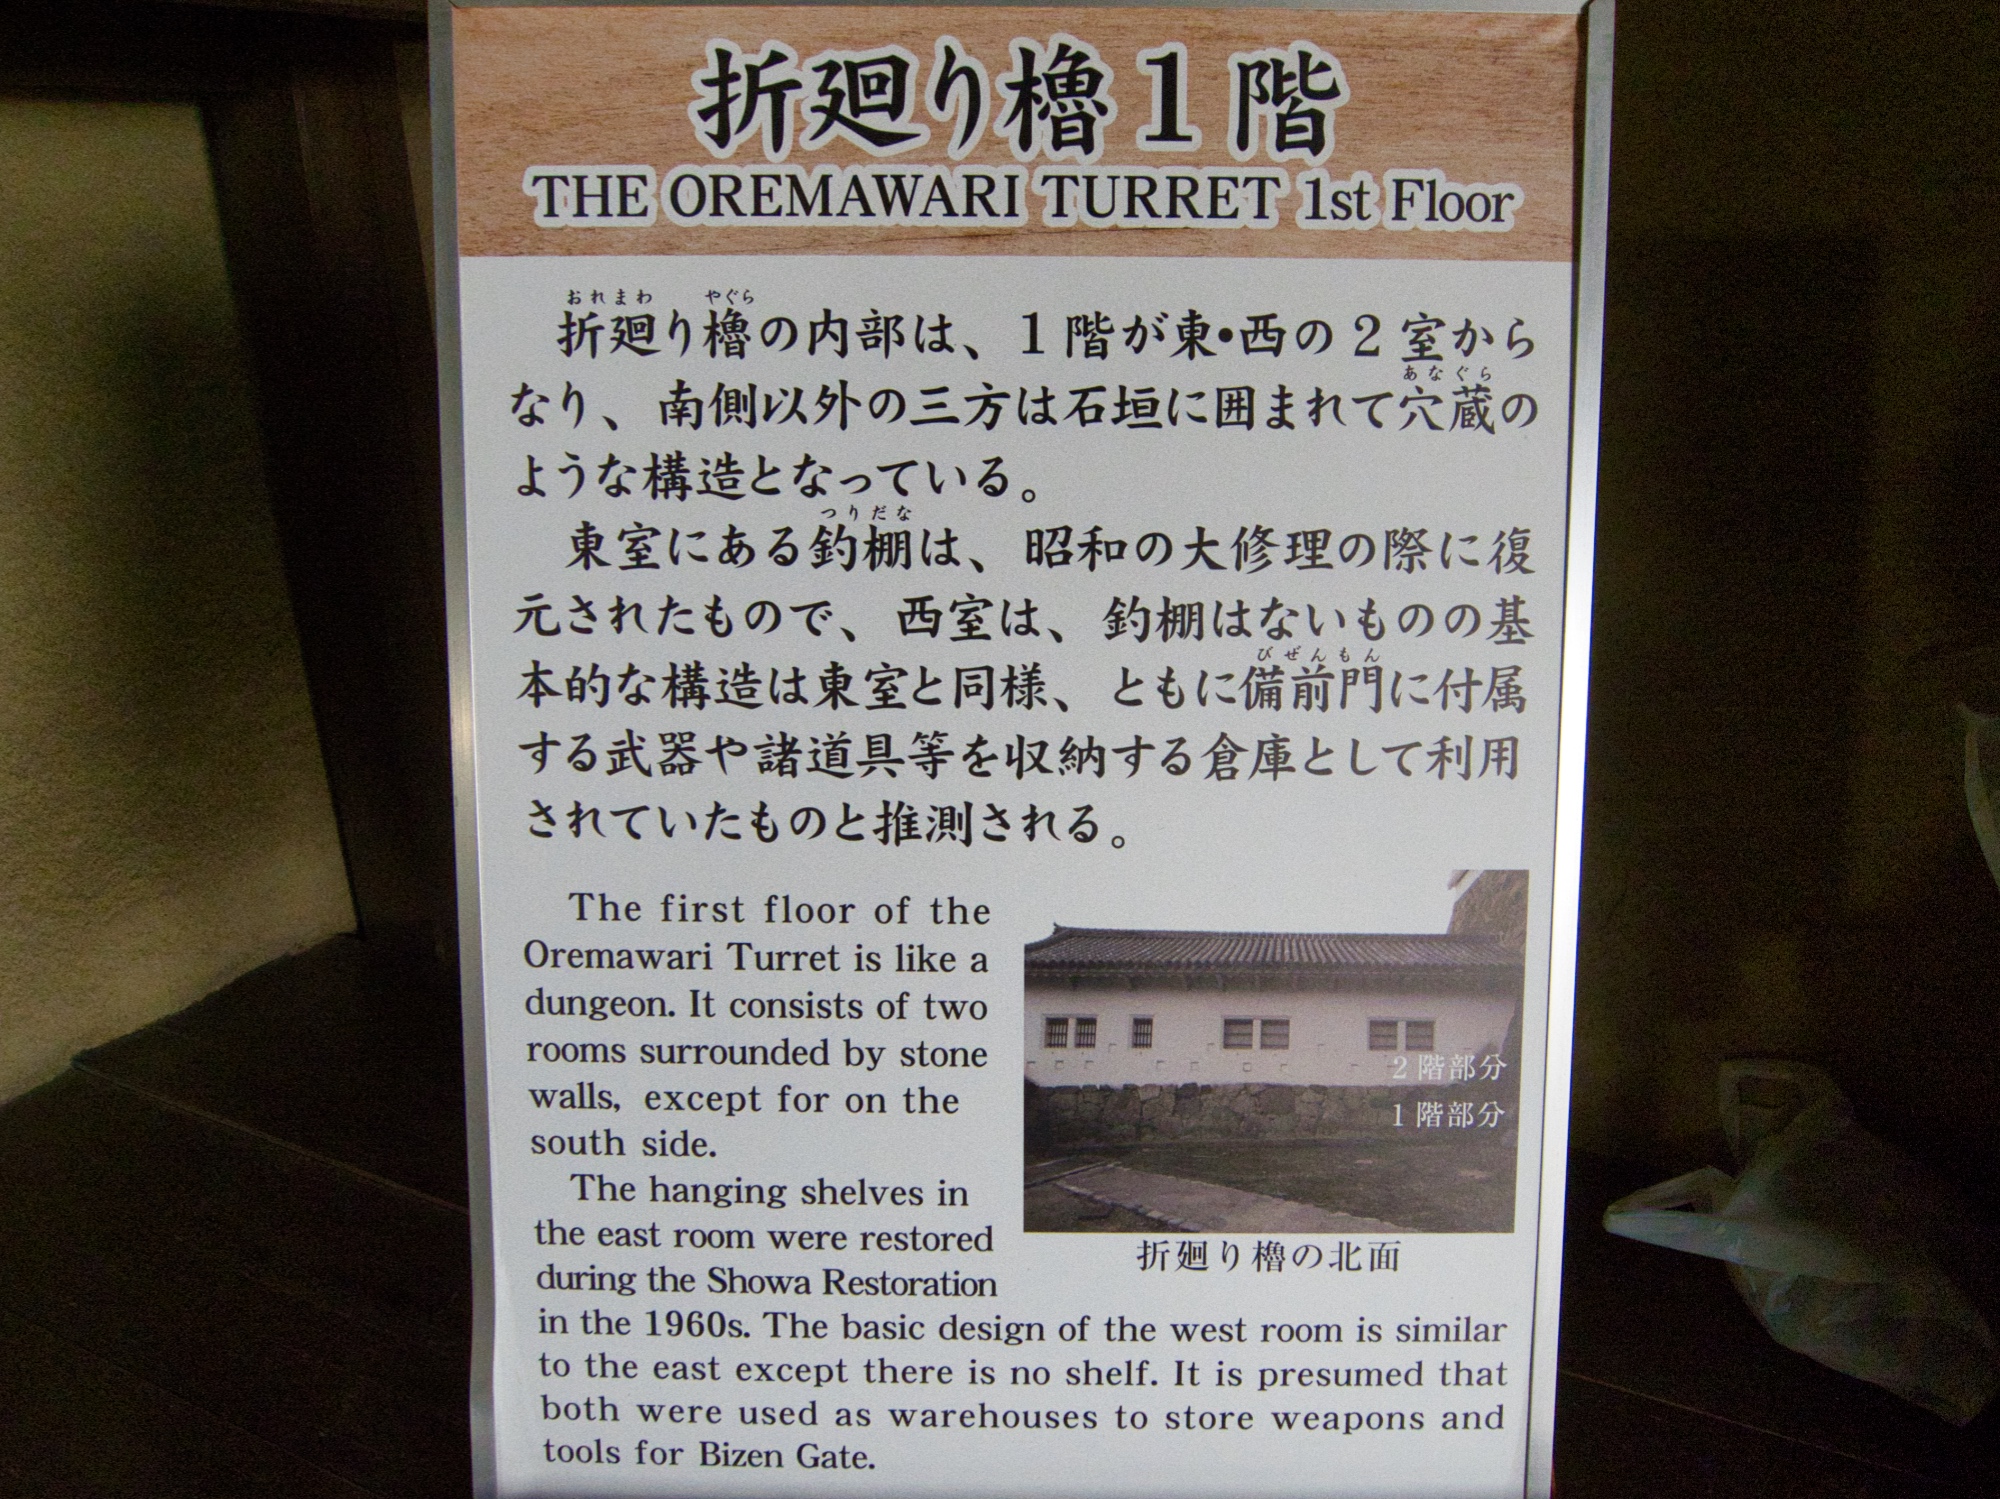 折廻り櫓1階
THE OREMAWARI TURRET 1st Floor
おれまわ やぐら
折廻り櫓の内部は、1階が東・西の2室から
あなぐら
なり、南側以外の三方は石垣に囲まれて穴蔵の
ような構造となっている。
つりだな
東室にある釣棚は、昭和の大修理の際に復
元されたもので、西室は、釣棚はないものの基
びぜんもん
本的な構造は東室と同様、ともに備前門に付属
する武器や諸道具等を収納する倉庫として利用
されていたものと推測される。
The first floor of the
Oremawari Turret is like a
dungeon. It consists of two
rooms surrounded by stone
walls, except for on the
south side.
The hanging shelves in
the east room were restored
during the Showa Restoration
in the 1960s. The basic design of the west room is similar
to the east except there is no shelf. It is presumed that
both were used as warehouses to store weapons and
tools for Bizen Gate.
2階部分
1階部分
折廻り櫓の北面